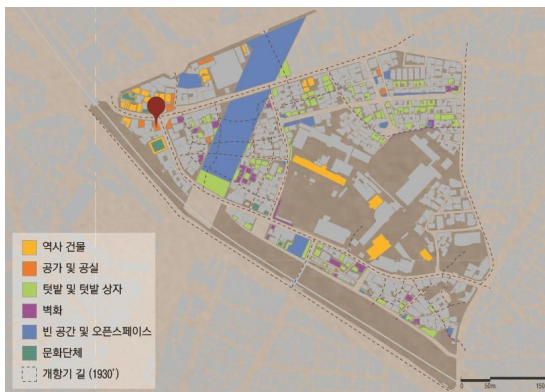 역사 건물
공가 및 공실
텃밭 및 텃밭 상자
벽화
빈 공간 및 오픈스페이스
문화단체
개항기 길 (1930')
0 50m 150